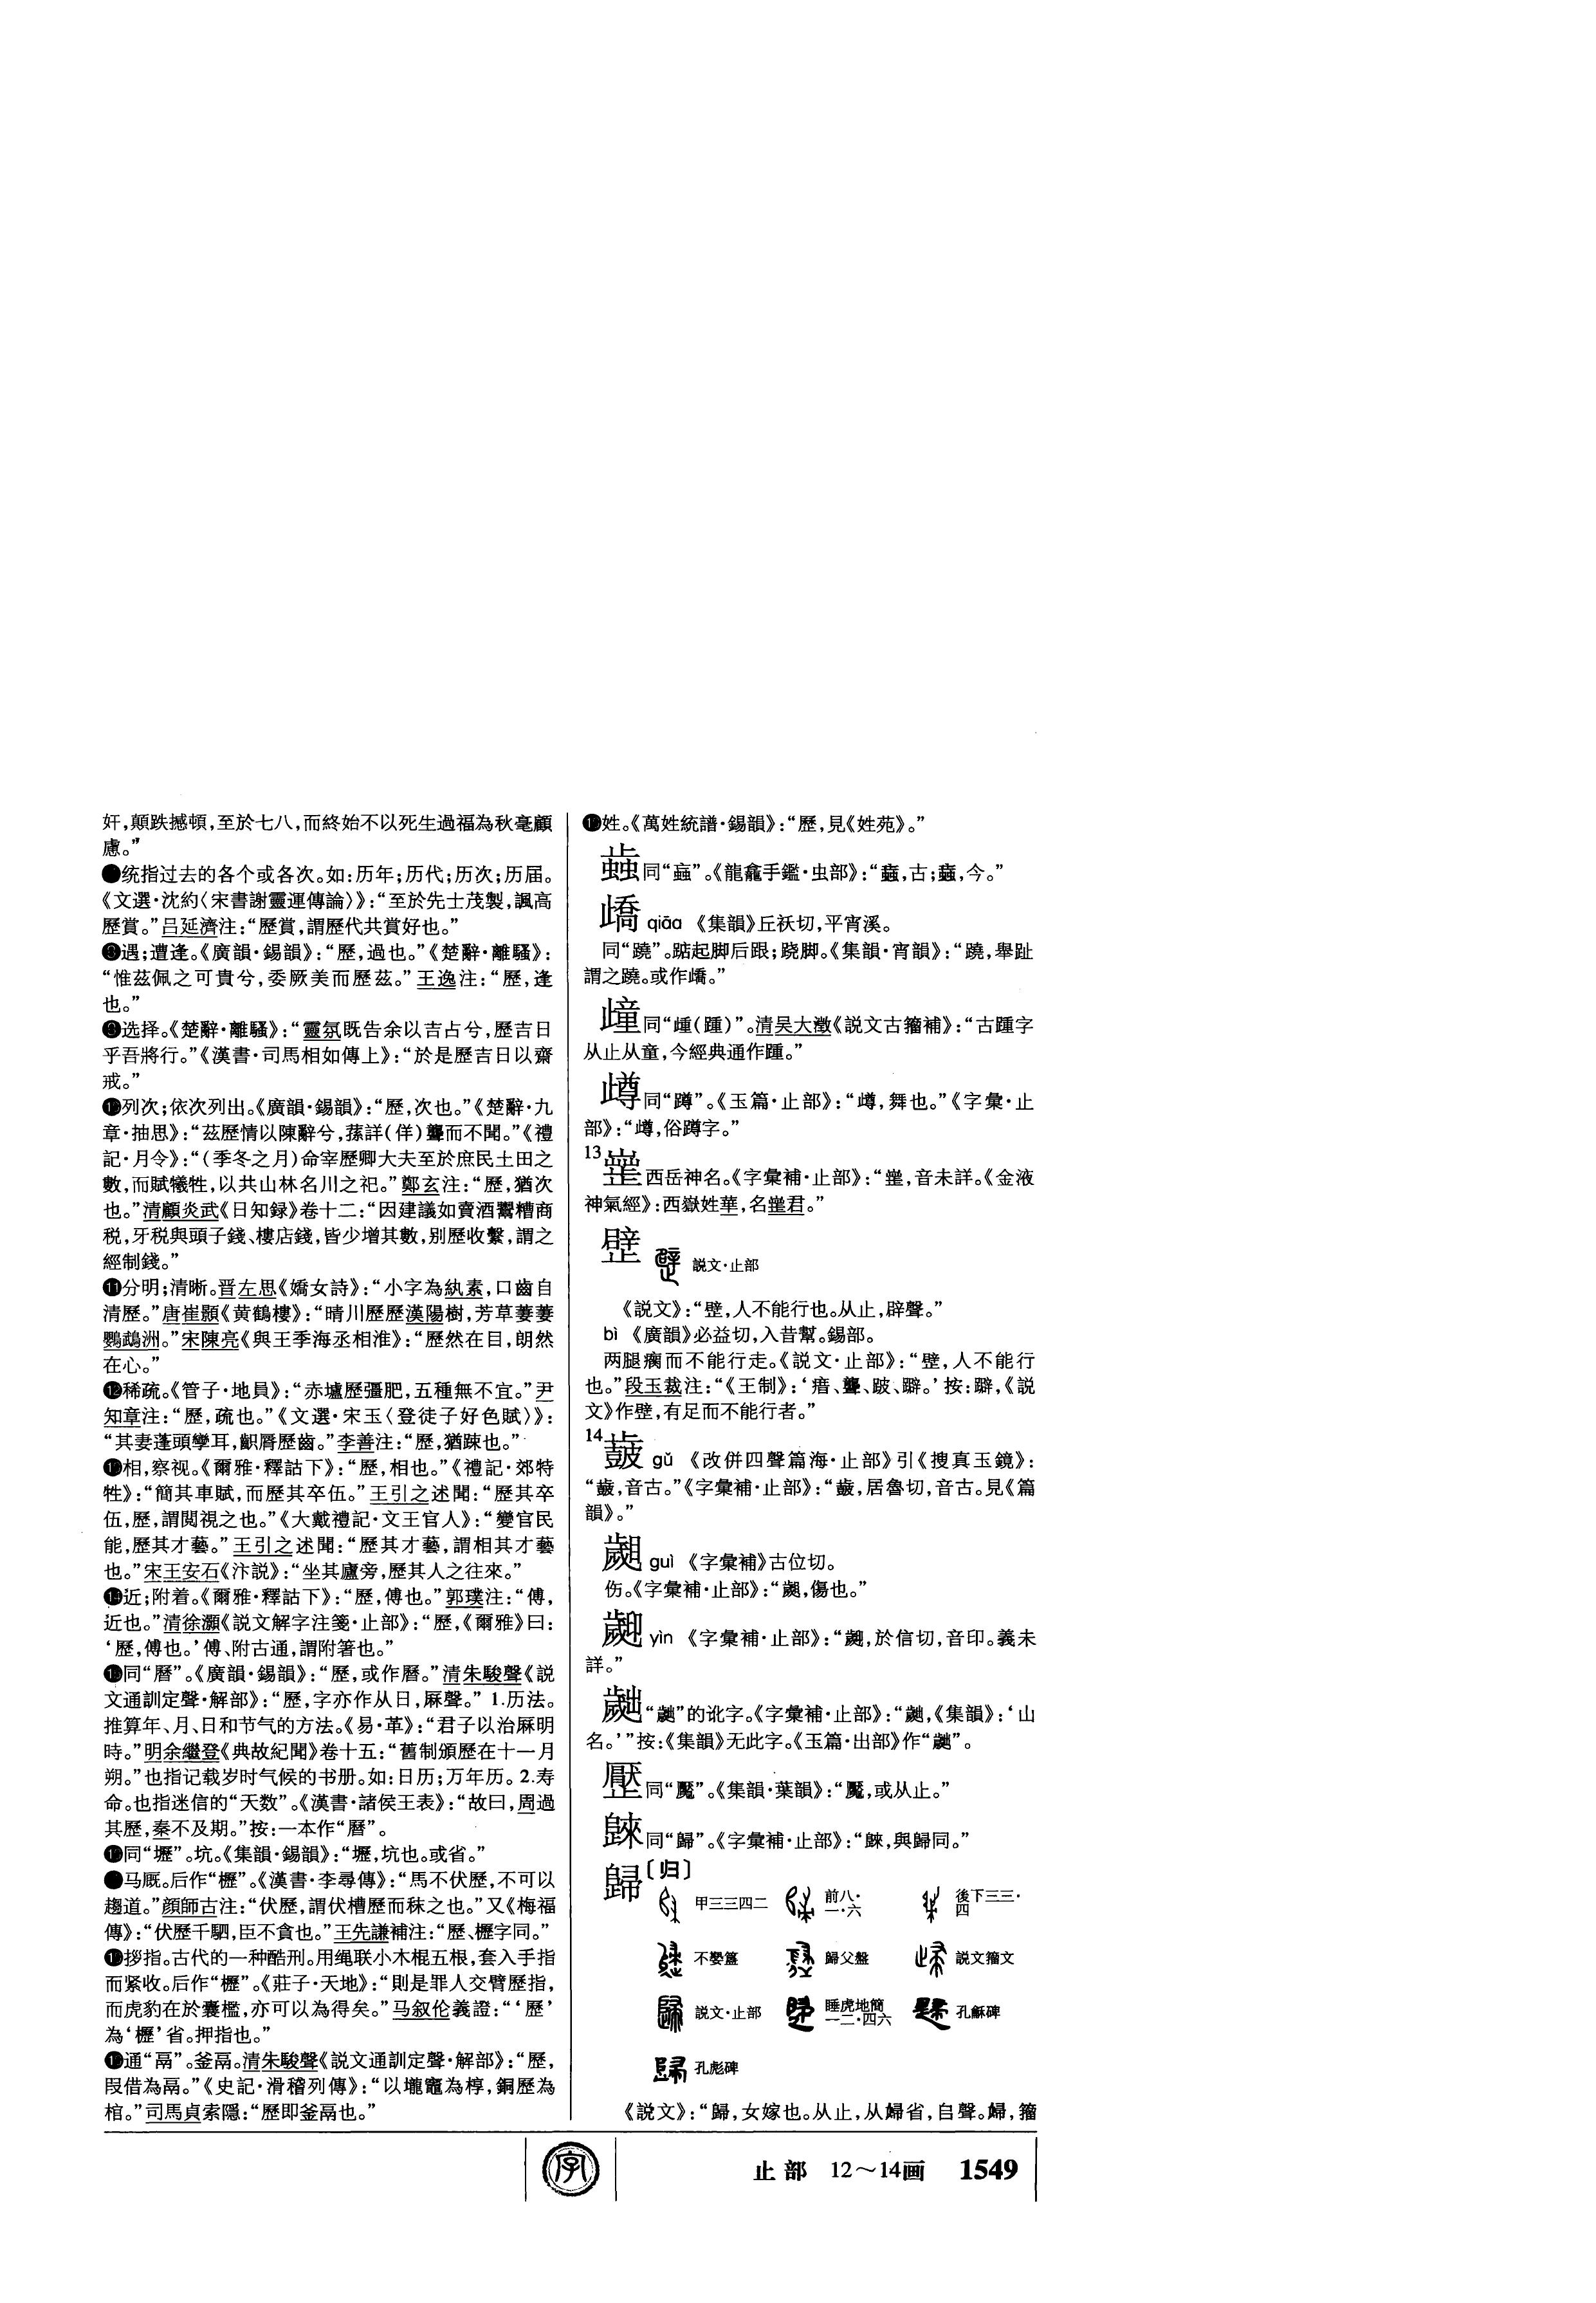 奸，顛跌撼頓，至於七八，而終始不以死生過福為秋毫顧
慮。”
●统指过去的各个或各次。如：历年；历代；历次；历届。
《文選·沈約〈宋書謝靈運傳論〉》：“至於先士茂製，諷高
歷賞。”吕延濟注：“歷賞，謂歷代共賞好也。”
遇；遭逢。《廣韻·錫韻》：“歷，過也。”《楚辭·離騷》：
“惟茲佩之可貴兮，委厥美而歷茲。”王逸注：“歷，逢
也。”
选择。《楚辭·離騷》：“靈氛既告余以吉占兮，歷吉日
乎吾將行。”《漢書·司馬相如傳上》：“於是歷吉日以齋
戒。”
列次；依次列出。《廣韻·錫韻》：“歷，次也。”《楚辭·九
章·抽思》：“茲歷情以陳辭兮，蓀詳（佯）聾而不聞。”《禮
記·月令》：“（季冬之月）命宰歷卿大夫至於庶民土田之
數，而賦犧牲，以共山林名川之祀。”鄭玄注：“歷，猶次
也。”清顧炎武《日知録》卷十二：“因建議如賣酒鬻糟商
税，牙税與頭子錢、樓店錢，皆少增其數，别歷收繫，謂之
經制錢。”
⓫分明；清晰。晋左思《嬌女詩》：“小字為紈素，口齒自
清歷。”唐崔顥《黄鶴樓》：“晴川歷歷漢陽樹，芳草萋萋
鸚鵡洲。”宋陳亮《與王季海丞相淮》：“歷然在目，朗然
在心。”
⓬稀疏。《管子·地員》：“赤壚歷彊肥，五種無不宜。”尹
知章注：“歷，疏也。”《文選·宋玉〈登徒子好色賦〉》：
“其妻蓬頭攣耳，齞脣歷齒。”李善注：“歷，猶踈也。”
相，察视。《爾雅·釋詁下》：“歷，相也。”《禮記·郊特
牲》：“簡其車賦，而歷其卒伍。”王引之述聞：“歷其卒
伍，歷，謂閲視之也。”《大戴禮記·文王官人》：“變官民
能，歷其才藝。”王引之述聞：“歷其才藝，謂相其才藝
也。”宋王安石《汴説》：“坐其廬旁，歷其人之往來。”
⓮近；附着。《爾雅·釋詁下》：“歷，傅也。”郭璞注：“傅，
近也。”清徐灝《説文解字注箋·止部》：“歷，《爾雅》曰：
‘歷，傅也。’傅、附古通，謂附箸也。”
同“曆”。《廣韻·錫韻》：“歷，或作曆。”清朱駿聲《説
文通訓定聲·解部》：“歷，字亦作从日，厤聲。” 1.历法。
推算年、月、日和节气的方法。《易·革》：“君子以治厤明
時。”明余繼登《典故紀聞》卷十五：“舊制頒歷在十一月
朔。”也指记载岁时气候的书册。如：日历；万年历。2.寿
命。也指迷信的“天数”。《漢書·諸侯王表》：“故曰，周過
其歷，秦不及期。”按：一本作“曆”。
同“壢”。坑。《集韻·錫韻》：“壢，坑也。或省。”
●马厩。后作“櫪”。《漢書·李尋傳》：“馬不伏歷，不可以
趨道。”顔師古注：“伏歷，謂伏槽歷而秣之也。”又《梅福
傳》：“伏歷千駟，臣不貪也。”王先謙補注：“歷、櫪字同。”
拶指。古代的一种酷刑。用绳联小木棍五根，套入手指
而紧收。后作“櫪”。《莊子·天地》：“則是罪人交臂歷指，
而虎豹在於囊檻，亦可以為得矣。”马叙伦義證：“‘歷’
為‘櫪’省。押指也。”
通“鬲”。釜鬲。清朱駿聲《説文通訓定聲·解部》：“歷，
叚借為鬲。”《史記·滑稽列傳》：“以壠竈為椁，銅歷為
棺。”司馬貞索隱：“歷即釜鬲也。”
姓。《萬姓統譜·錫韻》：“歷，見《姓苑》。”
同“”。《龍龕手鑑·虫部》：“，古；，今。”
qiāo 《集韻》丘祅切，平宵溪。
同“蹺”。踮起脚后跟；跷脚。《集韻·宵韻》：“蹺，舉趾
謂之蹺。或作。”
同“歱（踵）”。清吴大澂《説文古籀補》：“古踵字
从止从童，今經典通作踵。”
同“蹲”。《玉篇·止部》：“，舞也。”《字彙·止
部》：“，俗蹲字。”
13 西岳神名。《字彙補·止部》：“，音未詳。《金液
神氣經》：西嶽姓華，名君。”
壁 説文·止部
《説文》：“，人不能行也。从止，辟聲。”
bì 《廣韻》必益切，入昔幫。錫部。
两腿瘸而不能行走。《説文·止部》：“，人不能行
也。”段玉裁注：“《王制》：‘瘖、聾、跛、躃。’按：躃，《説
文》作，有足而不能行者。”
14 gǔ 《改併四聲篇海·止部》引《搜真玉鏡》：
“，音古。”《字彙補·止部》：“，居魯切，音古。見《篇
韻》。”
guì 《字彙補》古位切。
伤。《字彙補·止部》：“，傷也。”
yìn 《字彙補·止部》：“，於信切，音印。義未
詳。”
“”的讹字。《字彙補·止部》：“，《集韻》：‘山
名。’”按：《集韻》无此字。《玉篇·出部》作“”。
同“魘”。《集韻·葉韻》：“魘，或从止。”
同“歸”。《字彙補·止部》：“，與歸同。”
歸〔归〕
甲三三四二 前八·一·六 後下三三·四
不𡢁簋 歸父盤 説文籀文
説文·止部 睡虎地簡一二·四六 孔龢碑
孔彪碑
《説文》：“歸，女嫁也。从止，从婦省，𠂤聲。，籀
止部 12～14画 1549